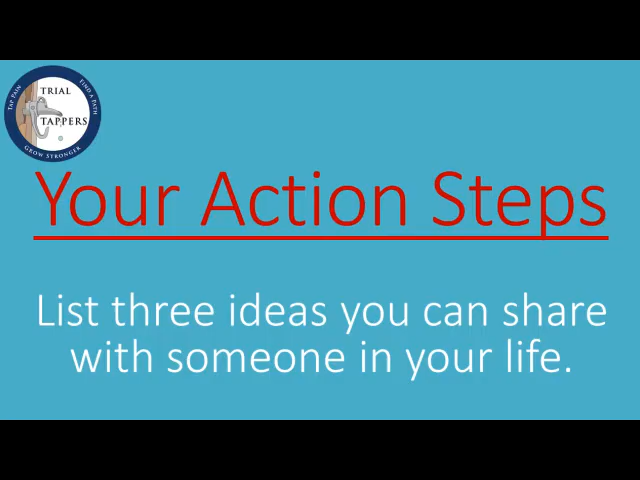 TAP PAIN
FIND A PATH
TRIAL
TAPPERS
GROW STRONGER
Your Action Steps
List three ideas you can share
with someone in your life.